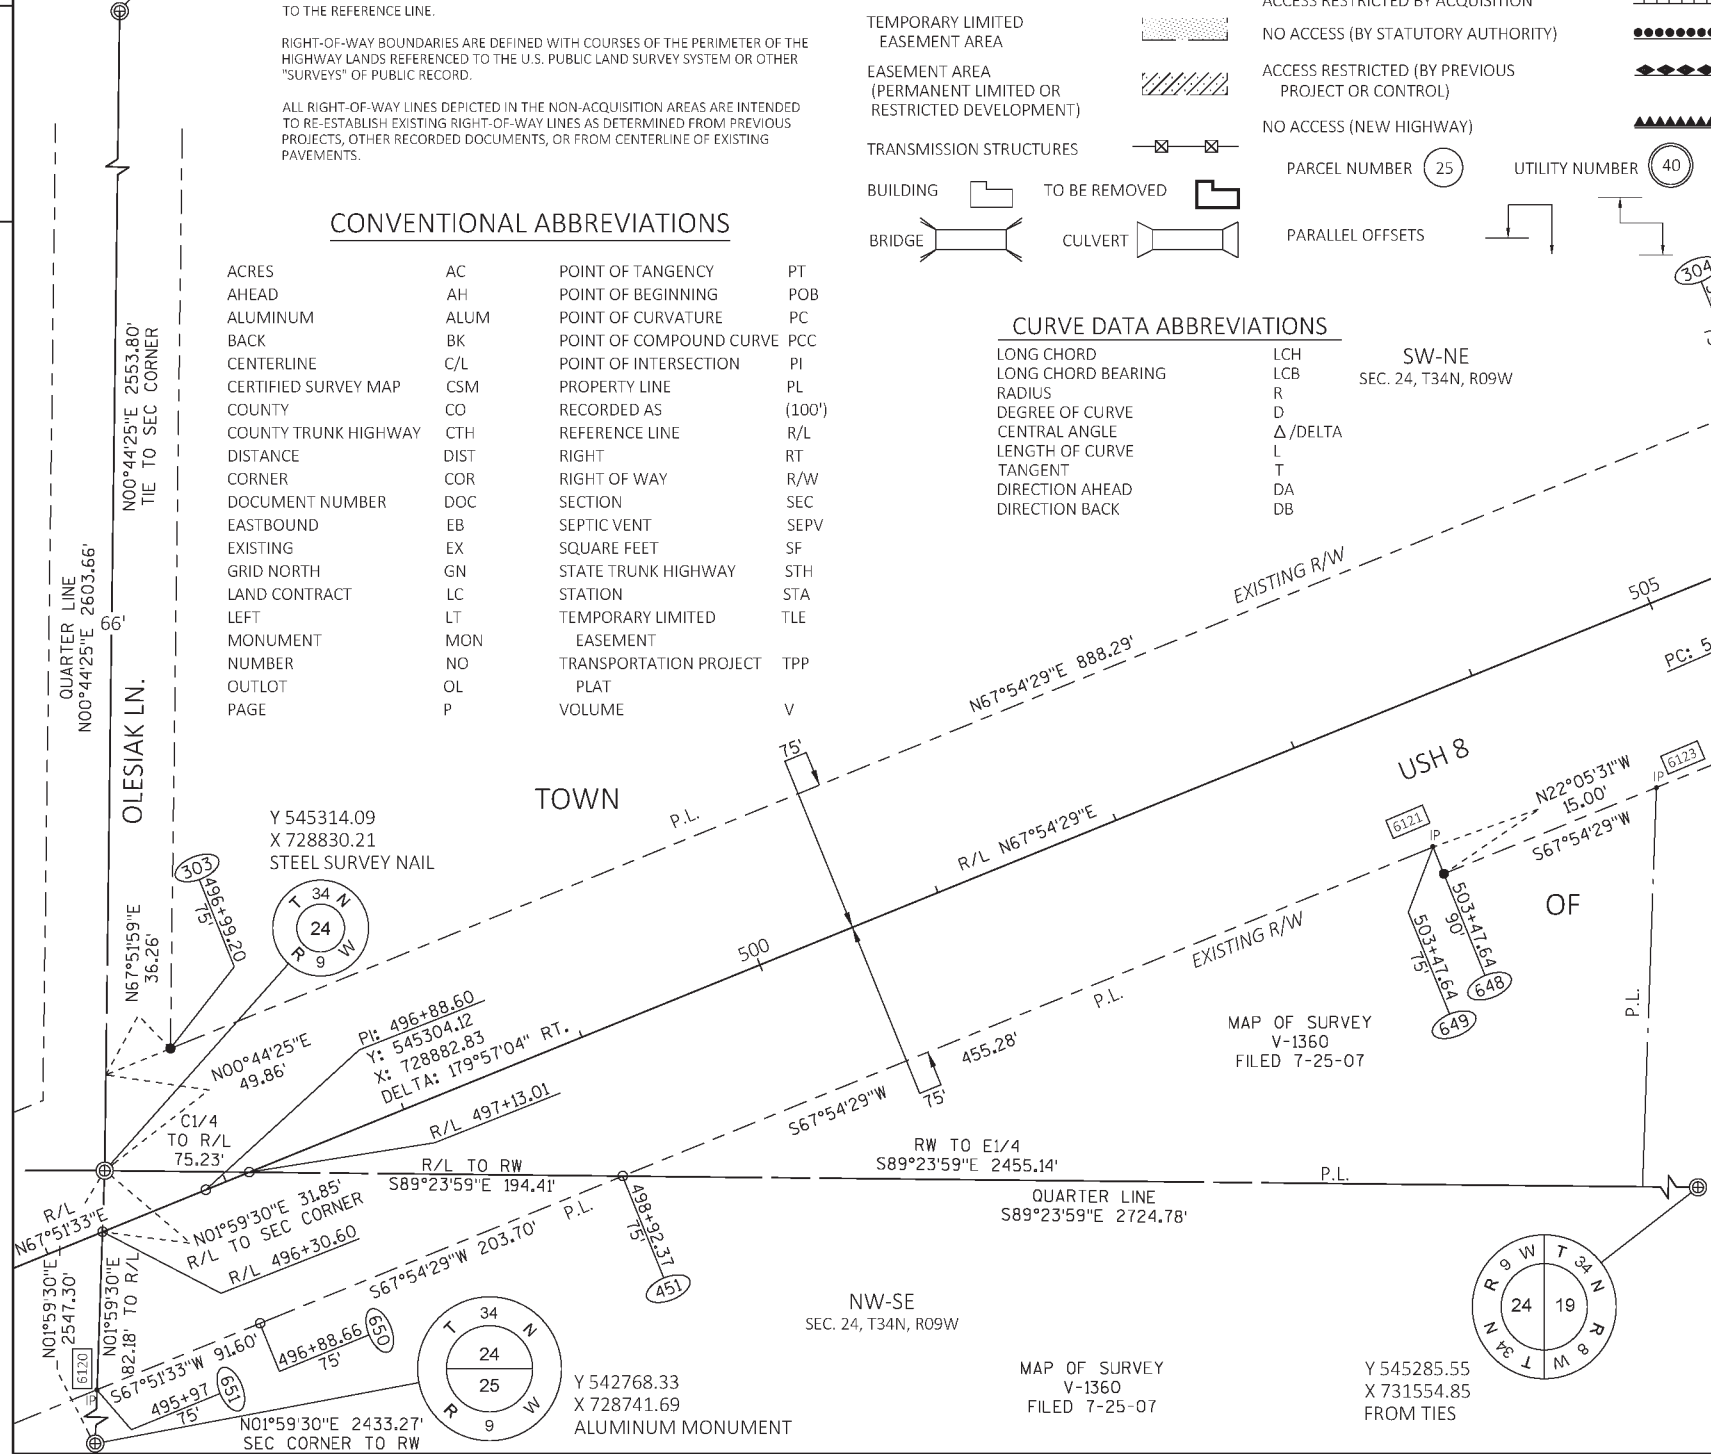 TO THE REFERENCE LINE.
RIGHT-OF-WAY BOUNDARIES ARE DEFINED WITH COURSES OF THE PERIMETER OF THE
HIGHWAY LANDS REFERENCED TO THE U.S. PUBLIC LAND SURVEY SYSTEM OR OTHER
"SURVEYS" OF PUBLIC RECORD.
ALL RIGHT-OF-WAY LINES DEPICTED IN THE NON-ACQUISITION AREAS ARE INTENDED
TO RE-ESTABLISH EXISTING RIGHT-OF-WAY LINES AS DETERMINED FROM PREVIOUS
PROJECTS, OTHER RECORDED DOCUMENTS, OR FROM CENTERLINE OF EXISTING
PAVEMENTS.
TEMPORARY LIMITED
EASEMENT AREA
EASEMENT AREA
(PERMANENT LIMITED OR
RESTRICTED DEVELOPMENT)
TRANSMISSION STRUCTURES
BUILDING
TO BE REMOVED
BRIDGE
CULVERT
ACCESS RESTRICTED BY ACQUISITION
NO ACCESS (BY STATUTORY AUTHORITY)
ACCESS RESTRICTED (BY PREVIOUS
PROJECT OR CONTROL)
NO ACCESS (NEW HIGHWAY)
PARCEL NUMBER 25
UTILITY NUMBER 40
PARALLEL OFFSETS
CONVENTIONAL ABBREVIATIONS
ACRES AC POINT OF TANGENCY PT
AHEAD AH POINT OF BEGINNING POB
ALUMINUM ALUM POINT OF CURVATURE PC
BACK BK POINT OF COMPOUND CURVE PCC
CENTERLINE C/L POINT OF INTERSECTION PI
CERTIFIED SURVEY MAP CSM PROPERTY LINE PL
COUNTY CO RECORDED AS (100')
COUNTY TRUNK HIGHWAY CTH REFERENCE LINE R/L
DISTANCE DIST RIGHT RT
CORNER COR RIGHT OF WAY R/W
DOCUMENT NUMBER DOC SECTION SEC
EASTBOUND EB SEPTIC VENT SEPV
EXISTING EX SQUARE FEET SF
GRID NORTH GN STATE TRUNK HIGHWAY STH
LAND CONTRACT LC STATION STA
LEFT LT TEMPORARY LIMITED TLE
MONUMENT MON EASEMENT
NUMBER NO TRANSPORTATION PROJECT TPP
OUTLOT OL PLAT
PAGE P VOLUME V
CURVE DATA ABBREVIATIONS
LONG CHORD LCH
LONG CHORD BEARING LCB
RADIUS R
DEGREE OF CURVE D
CENTRAL ANGLE Δ/DELTA
LENGTH OF CURVE L
TANGENT T
DIRECTION AHEAD DA
DIRECTION BACK DB
SW-NE
SEC. 24, T34N, R09W
304
N00°44'25"E 2553.80'
TIE TO SEC CORNER
QUARTER LINE
N00°44'25"E 2603.66'
66'
OLESIAK LN.
EXISTING R/W
N67°54'29"E 888.29'
505
PC: 5
USH 8
75'
TOWN
P.L.
R/L N67°54'29"E
N22°05'31"W
15.00'
IP 6123
S67°54'29"W
6121
IP
OF
Y 545314.09
X 728830.21
STEEL SURVEY NAIL
303
496+99.20
75'
T 34 N
24
R 9 W
N67°51'59"E
36.26'
500
EXISTING R/W
P.L.
503+47.64
90'
648
503+47.64
75'
649
P.L.
MAP OF SURVEY
V-1360
FILED 7-25-07
N00°44'25"E
49.86'
PI: 496+88.60
Y: 545304.12
X: 728882.83
DELTA: 179°57'04" RT.
R/L 497+13.01
455.28'
75'
S67°54'29"W
C1/4
TO R/L
75.23'
R/L TO RW
S89°23'59"E 194.41'
RW TO E1/4
S89°23'59"E 2455.14'
P.L.
QUARTER LINE
S89°23'59"E 2724.78'
R/L
N67°51'33"E
N01°59'30"E 31.85'
R/L TO SEC CORNER
R/L 496+30.60
P.L.
S67°54'29"W 203.70'
498+92.37
75'
451
N01°59'30"E
2547.30'
N01°59'30"E
82.18' TO R/L
6120
IP
S67°51'33"W 91.60'
496+88.66
75'
650
495+97
75'
651
N01°59'30"E 2433.27'
SEC CORNER TO RW
T 34 N
24
25
R 9 W
Y 542768.33
X 728741.69
ALUMINUM MONUMENT
NW-SE
SEC. 24, T34N, R09W
MAP OF SURVEY
V-1360
FILED 7-25-07
R 9 W T 34 N
24 19
T 34 N R 8 W
Y 545285.55
X 731554.85
FROM TIES